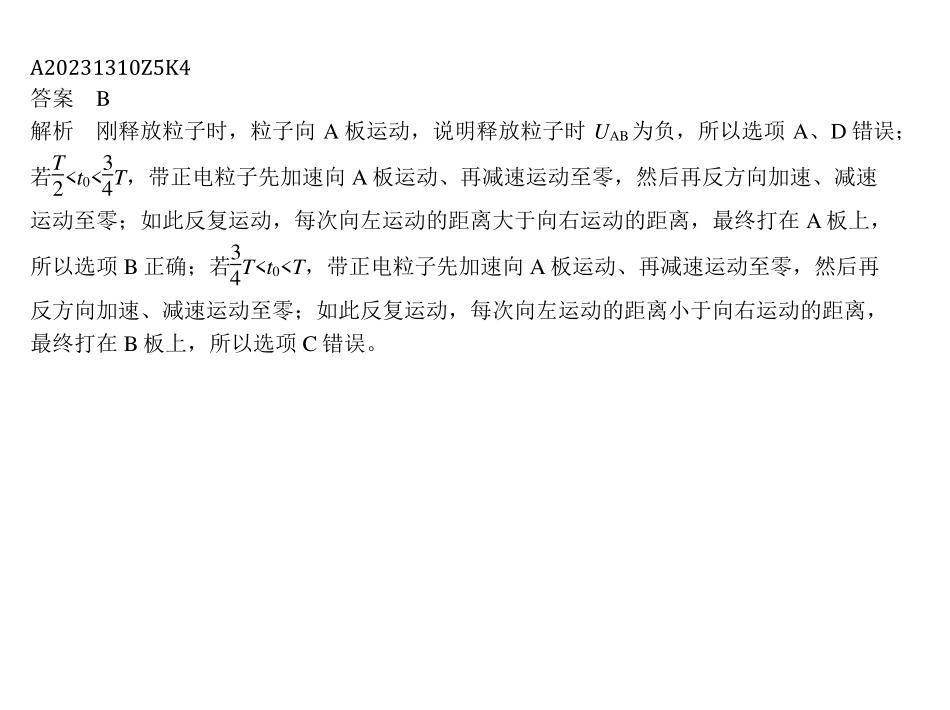 A20231310Z5K4
答案　B
解析　刚释放粒子时，粒子向 A 板运动，说明释放粒子时 U_AB为负，所以选项 A、D 错误；
若T/2<t₀<3/4T，带正电粒子先加速向 A 板运动、再减速运动至零，然后再反方向加速、减速
运动至零；如此反复运动，每次向左运动的距离大于向右运动的距离，最终打在 A 板上，
所以选项 B 正确；若3/4T<t₀<T，带正电粒子先加速向 A 板运动、再减速运动至零，然后再
反方向加速、减速运动至零；如此反复运动，每次向左运动的距离小于向右运动的距离，
最终打在 B 板上，所以选项 C 错误。